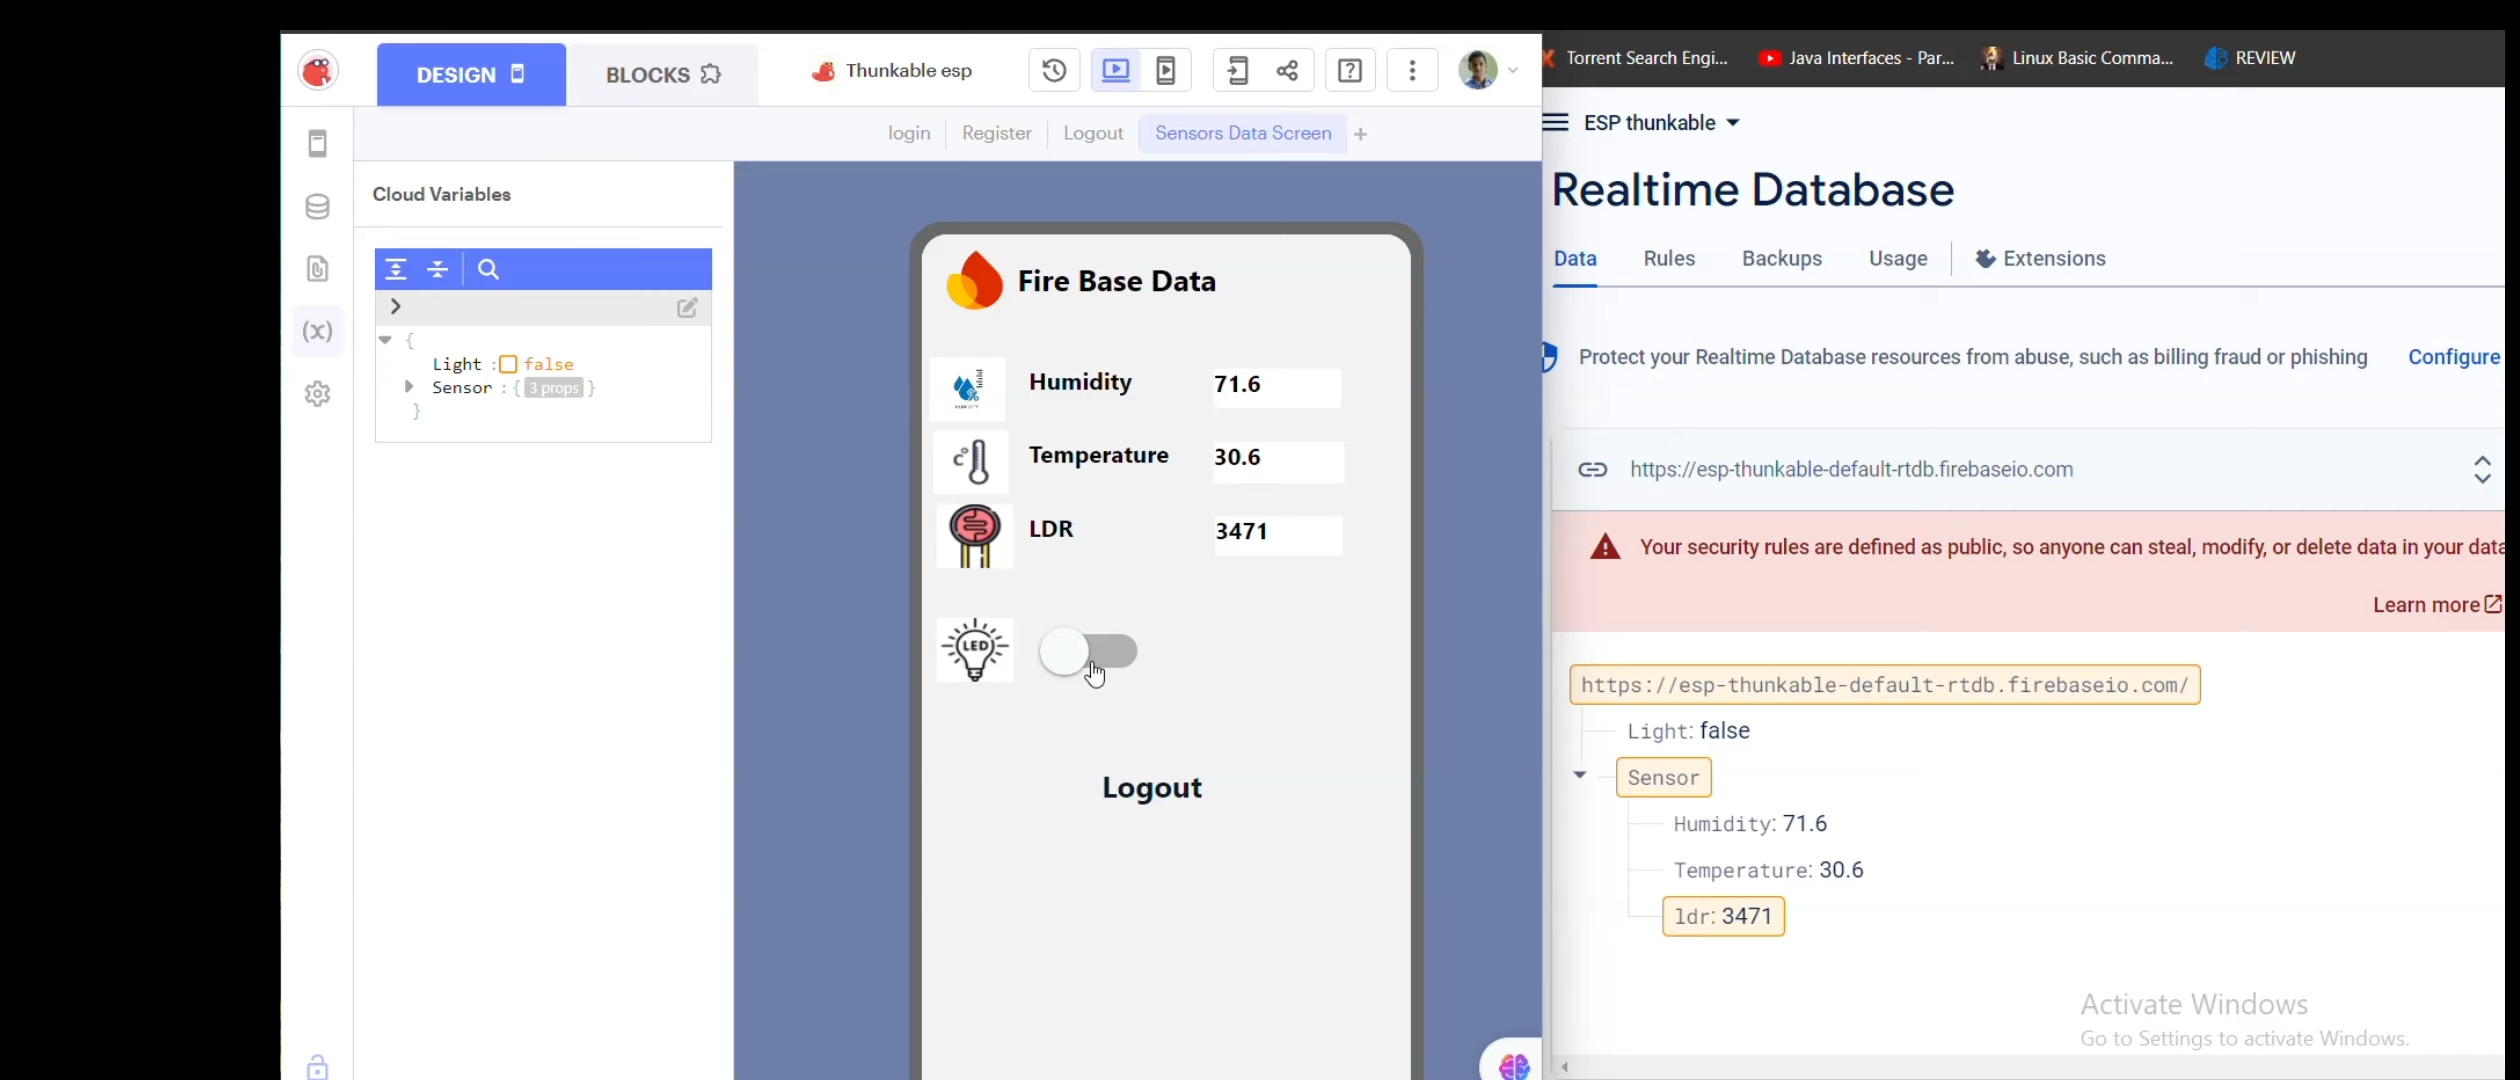 DESIGN
BLOCKS
Thunkable esp
login
Register
Logout
Sensors Data Screen
+
Cloud Variables
{
Light : false
Sensor : { 3 props }
}
(x)
Fire Base Data
Humidity 71.6
C° Temperature 30.6
LDR 3471
LED
Logout
Torrent Search Engi...
Java Interfaces - Par...
Linux Basic Comma...
REVIEW
ESP thunkable
Realtime Database
Data
Rules
Backups
Usage
Extensions
Protect your Realtime Database resources from abuse, such as billing fraud or phishing Configure
https://esp-thunkable-default-rtdb.firebaseio.com
Your security rules are defined as public, so anyone can steal, modify, or delete data in your data
Learn more
https://esp-thunkable-default-rtdb.firebaseio.com/
Light: false
Sensor
Humidity: 71.6
Temperature: 30.6
ldr: 3471
Activate Windows
Go to Settings to activate Windows.